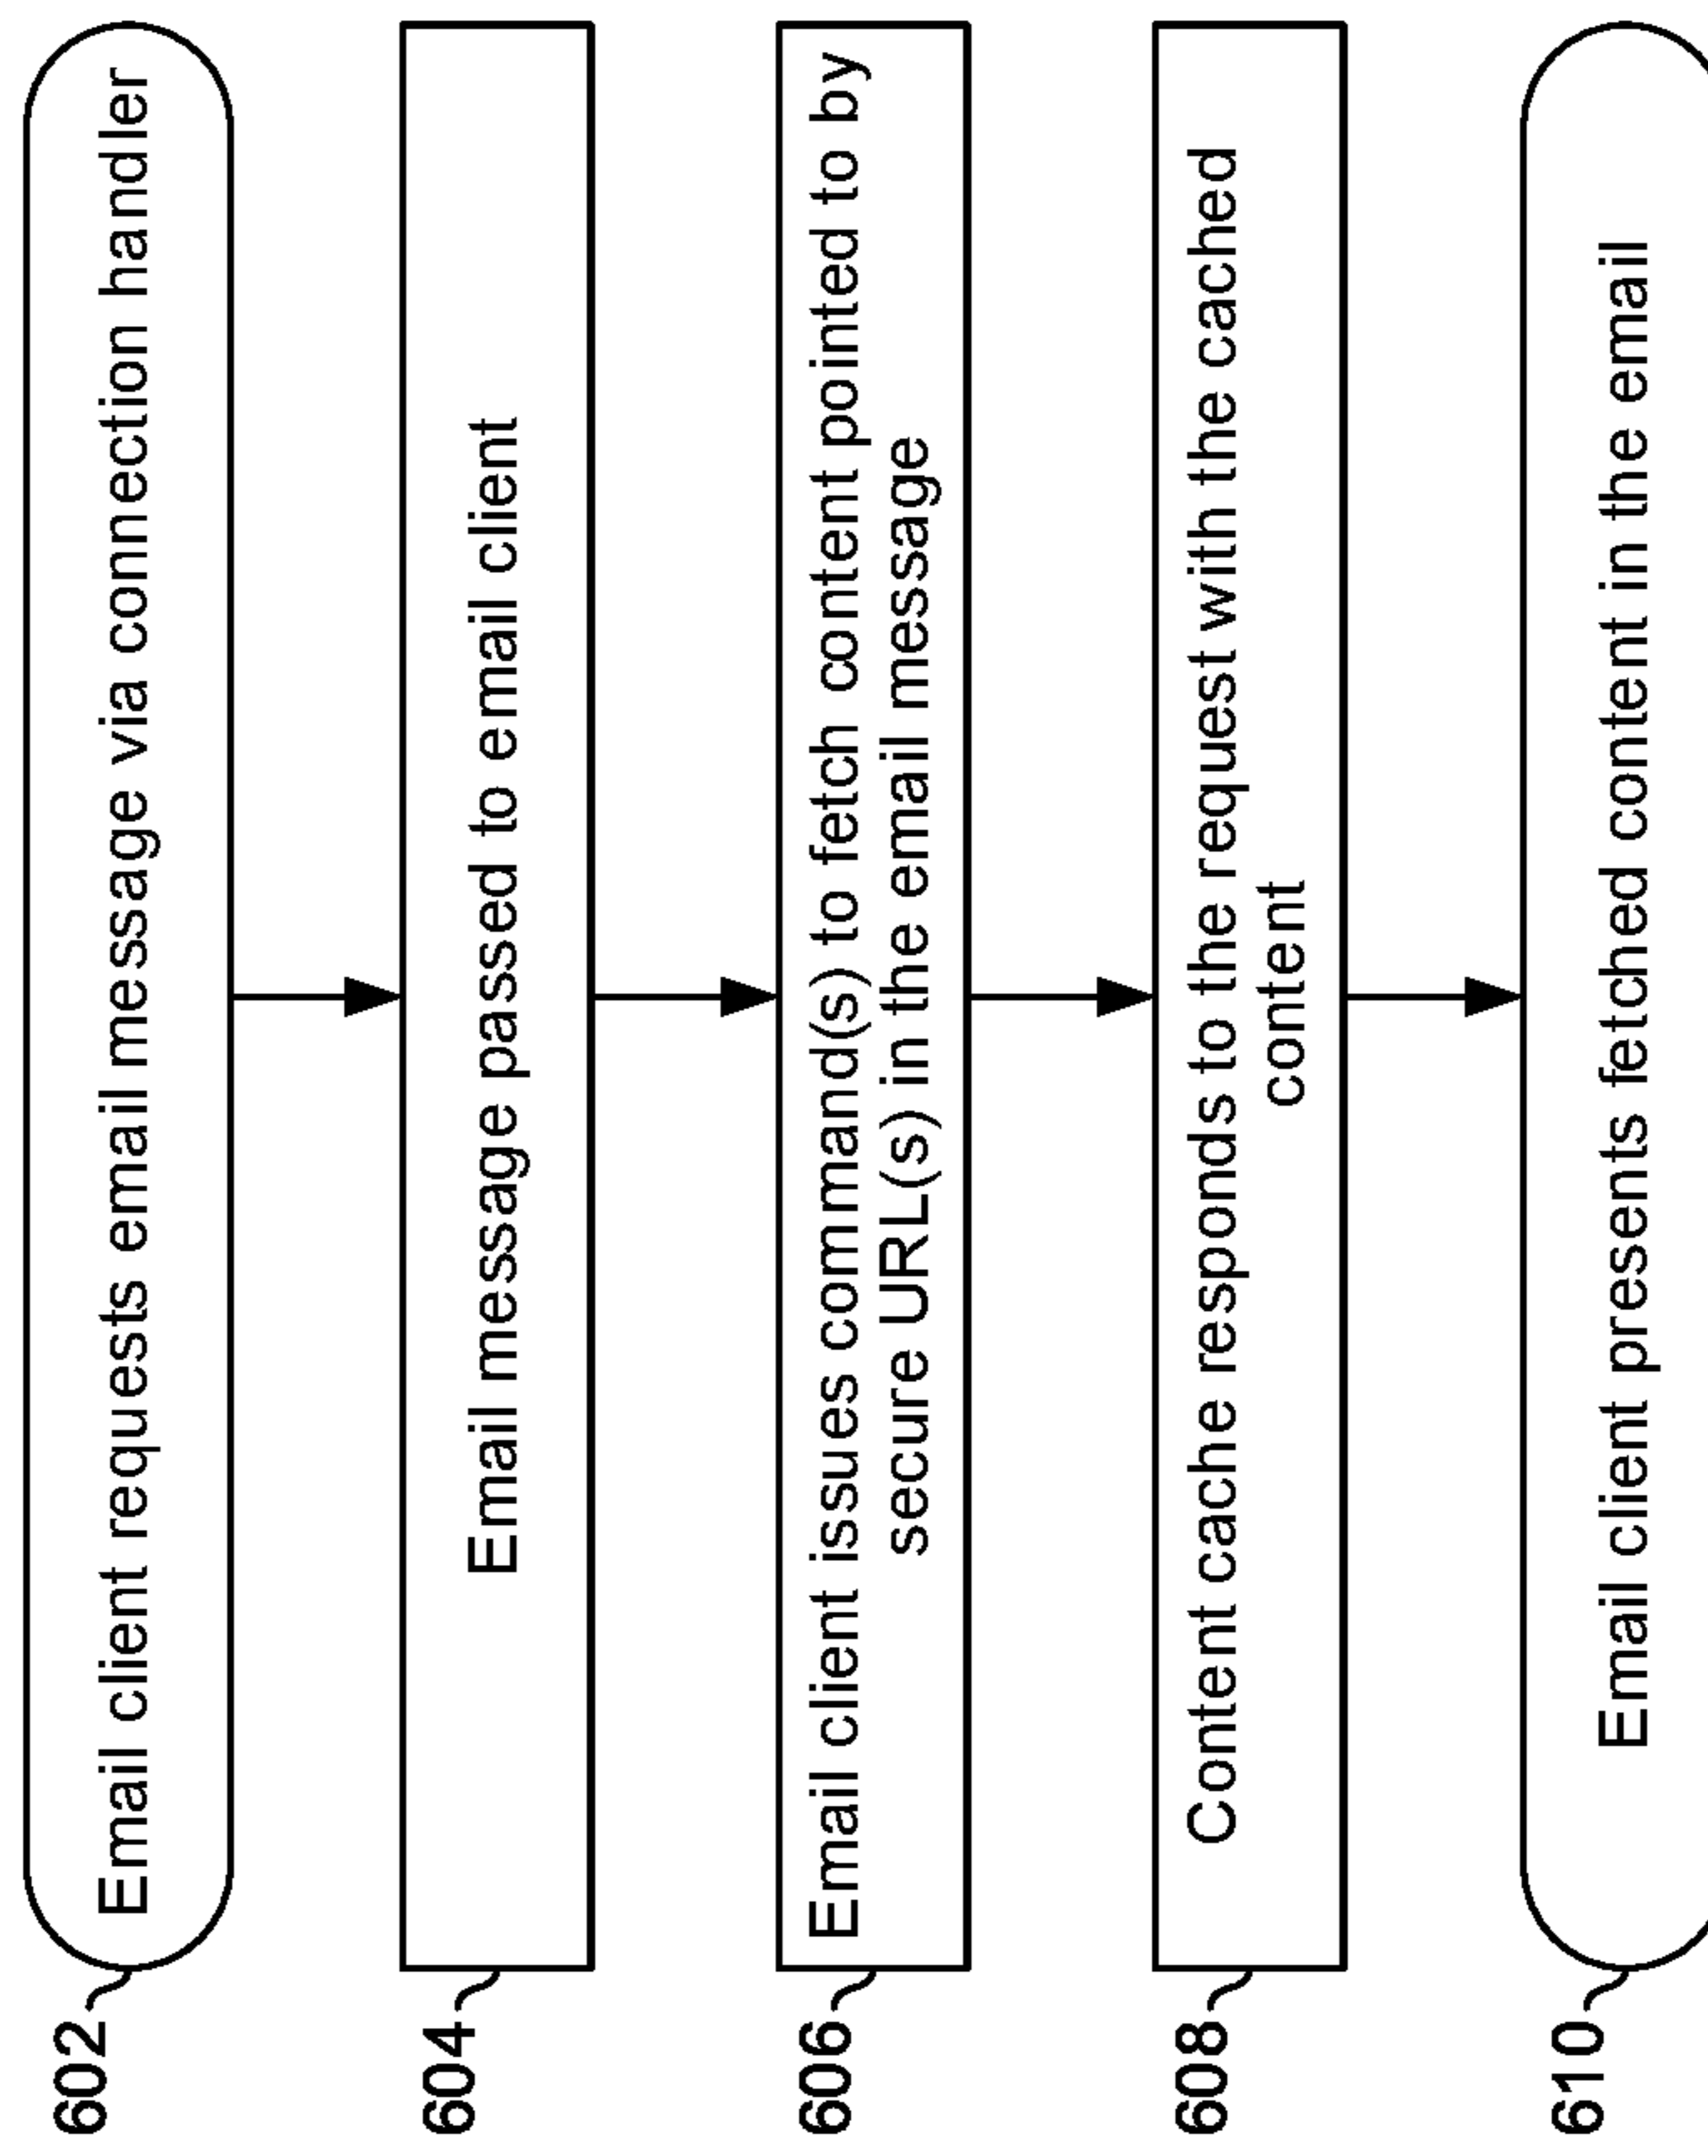 602
Email client requests email message via connection handler
604
Email message passed to email client
606
Email client issues command(s) to fetch content pointed to by
secure URL(s) in the email message
608
Content cache responds to the request with the cached
content
610
Email client presents fetched content in the email